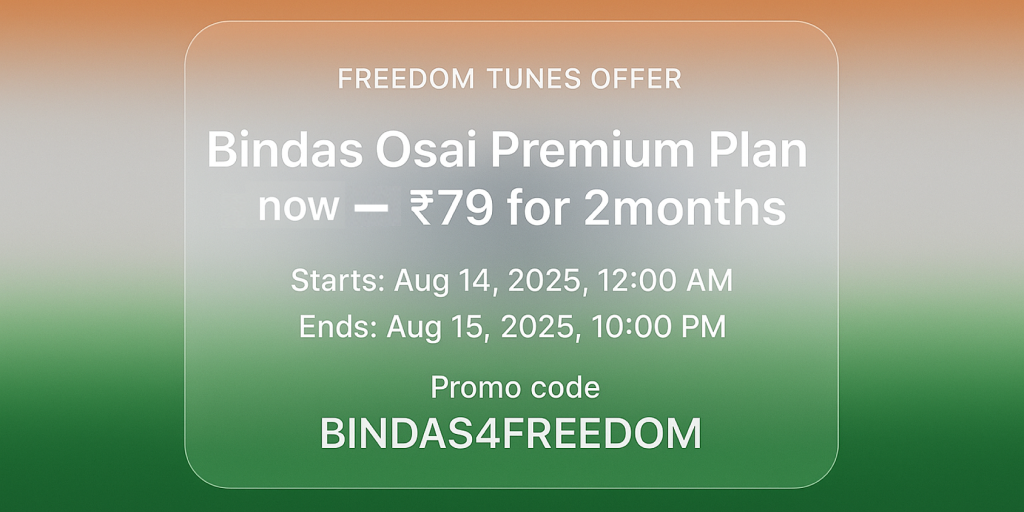 FREEDOM TUNES OFFER
Bindas Osai Premium Plan
now — ₹79 for 2months
Starts: Aug 14, 2025, 12:00 AM
Ends: Aug 15, 2025, 10:00 PM
Promo code
BINDAS4FREEDOM